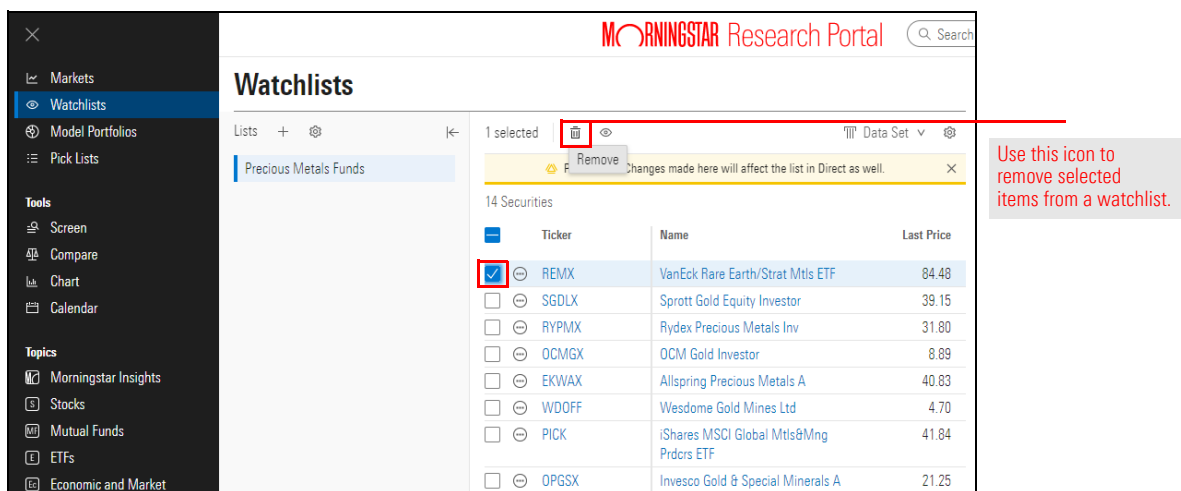 MORNINGSTAR Research Portal
Search
Markets
Watchlists
Model Portfolios
Pick Lists
Tools
Screen
Compare
Chart
Calendar
Topics
Morningstar Insights
S Stocks
MF Mutual Funds
E ETFs
Ec Economic and Market
Watchlists
Lists
Precious Metals Funds
1 selected
Data Set
Remove
Changes made here will affect the list in Direct as well.
14 Securities
Ticker Name Last Price
REMX VanEck Rare Earth/Strat Mtls ETF 84.48
SGDLX Sprott Gold Equity Investor 39.15
RYPMX Rydex Precious Metals Inv 31.80
OCMGX OCM Gold Investor 8.89
EKWAX Allspring Precious Metals A 40.83
WDOFF Wesdome Gold Mines Ltd 4.70
PICK iShares MSCI Global Mtls&Mng 41.84
Prdcrs ETF
OPGSX Invesco Gold & Special Minerals A 21.25
Use this icon to
remove selected
items from a watchlist.